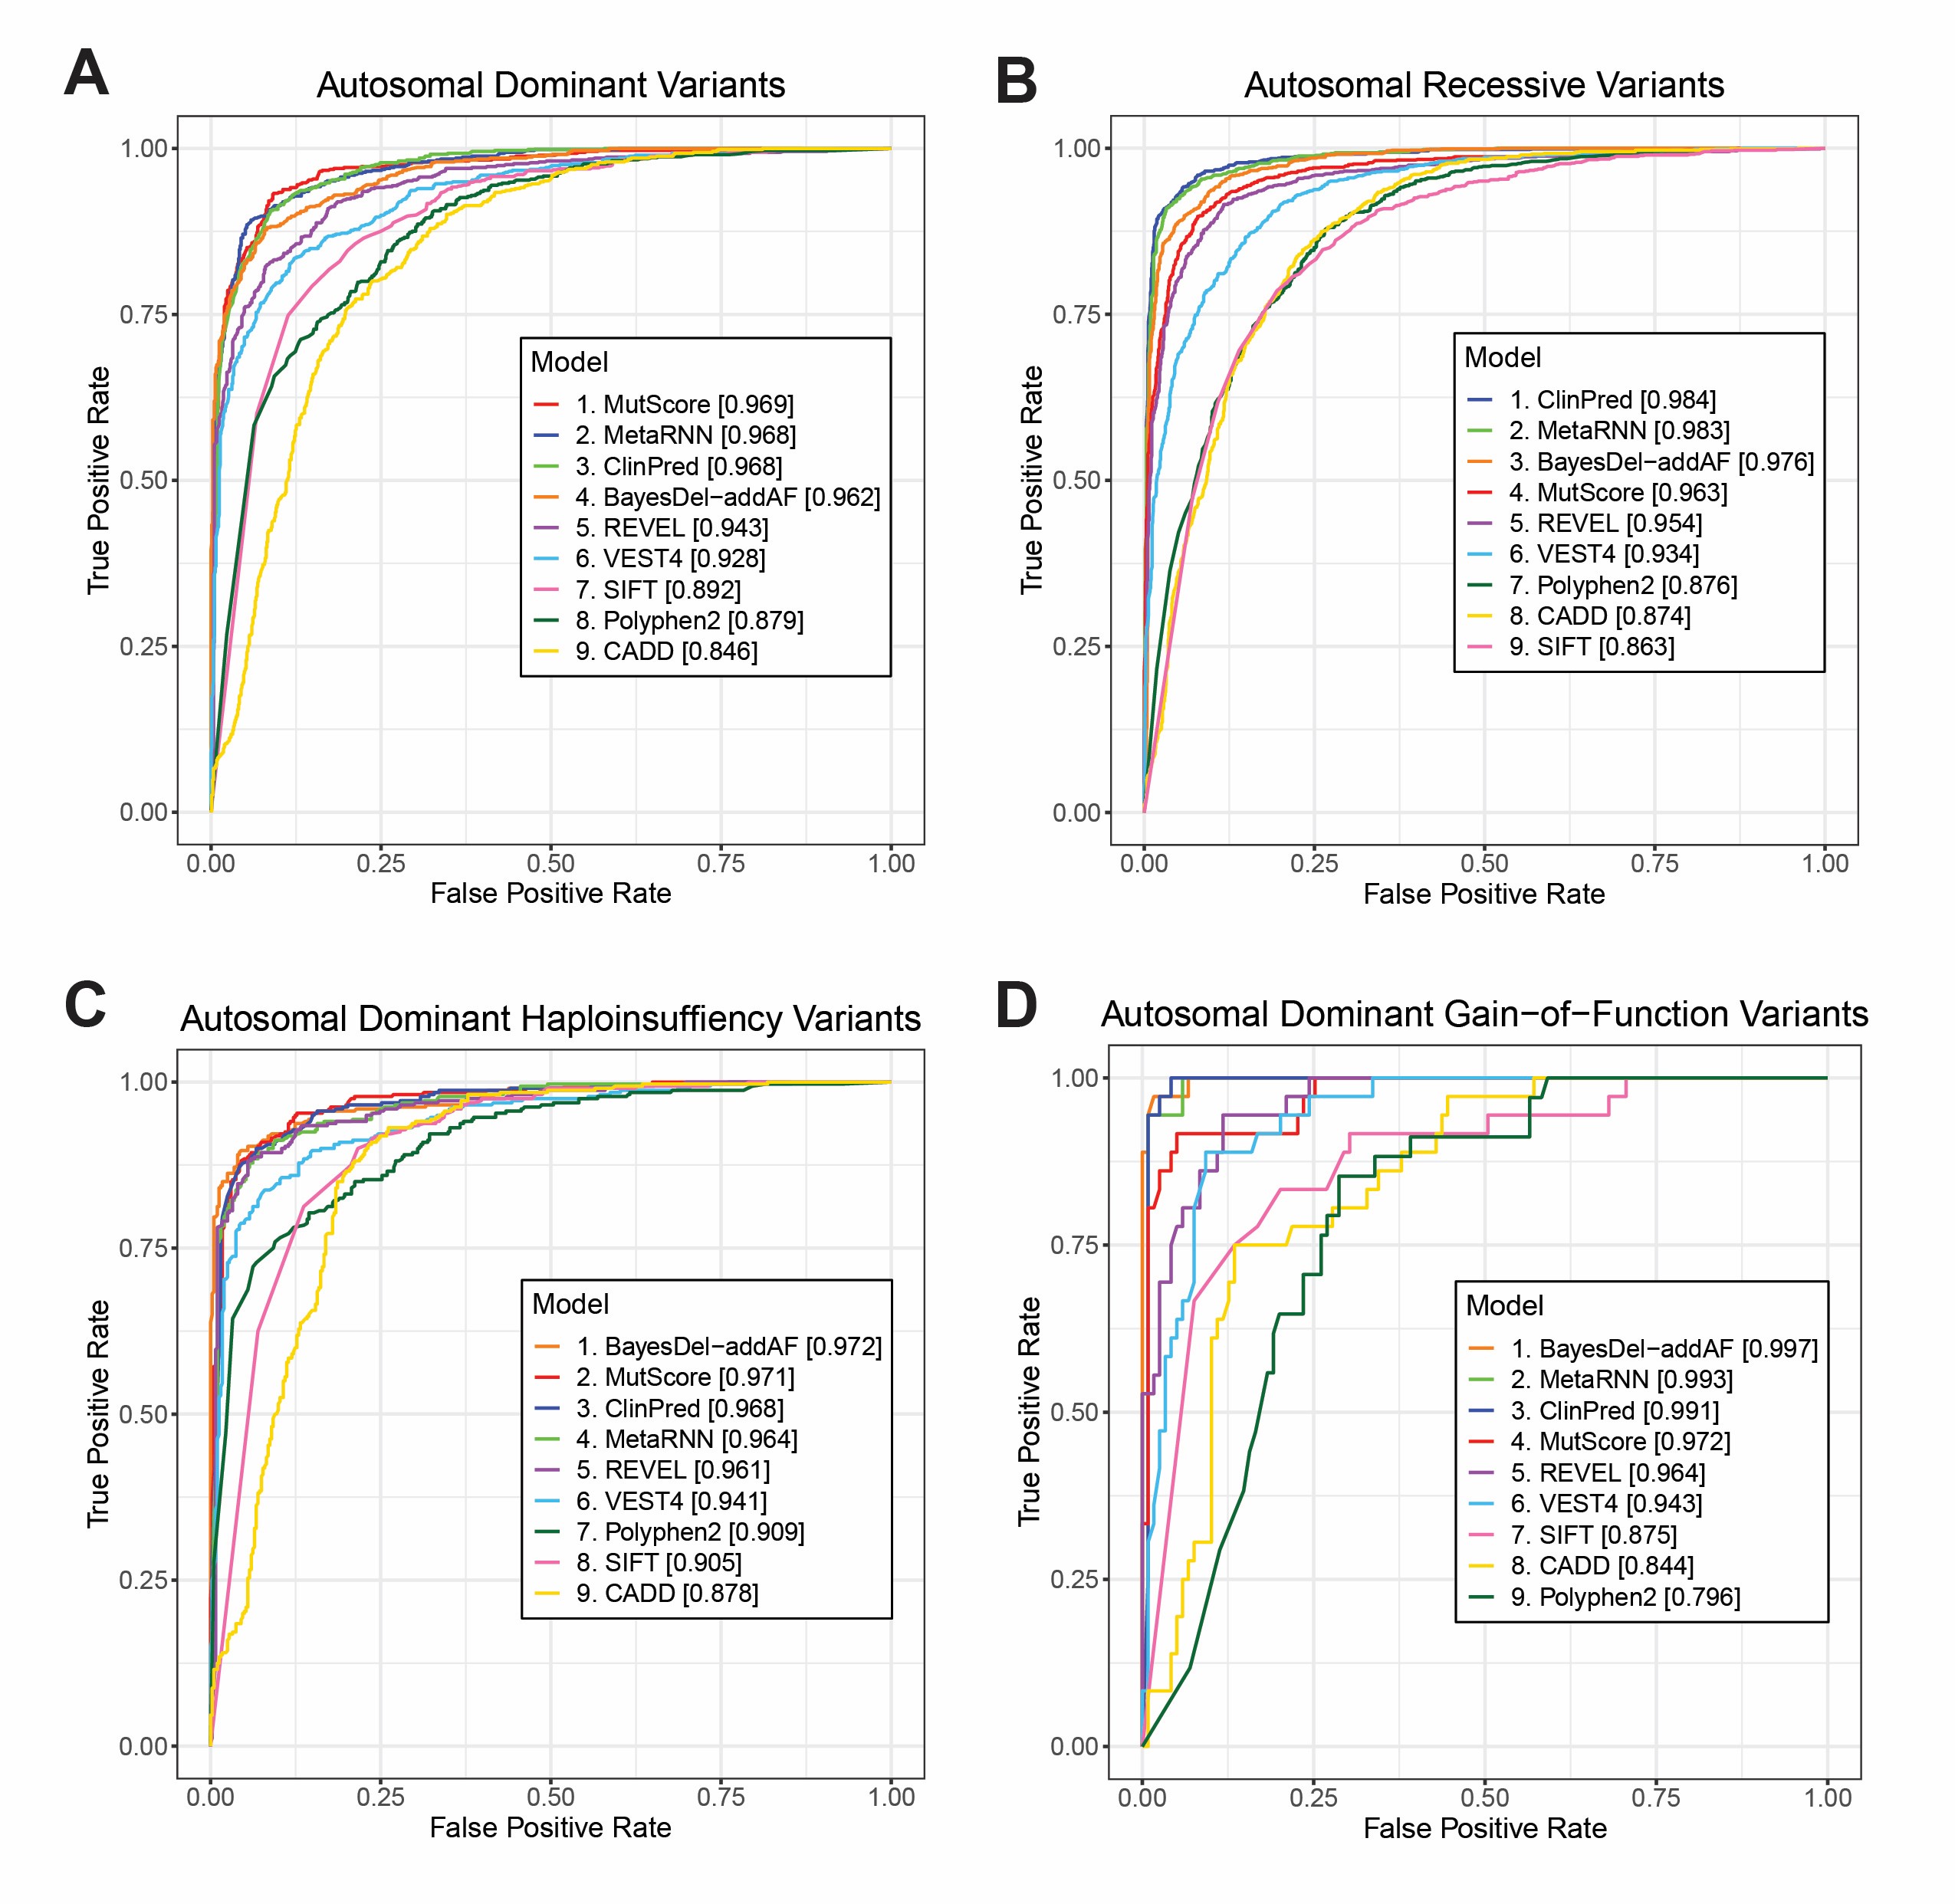 A
Autosomal Dominant Variants
1.00
0.75
0.50
0.25
0.00
True Positive Rate
Model
1. MutScore [0.969]
2. MetaRNN [0.968]
3. ClinPred [0.968]
4. BayesDel−addAF [0.962]
5. REVEL [0.943]
6. VEST4 [0.928]
7. SIFT [0.892]
8. Polyphen2 [0.879]
9. CADD [0.846]
0.00 0.25 0.50 0.75 1.00
False Positive Rate
B
Autosomal Recessive Variants
1.00
0.75
0.50
0.25
0.00
True Positive Rate
Model
1. ClinPred [0.984]
2. MetaRNN [0.983]
3. BayesDel−addAF [0.976]
4. MutScore [0.963]
5. REVEL [0.954]
6. VEST4 [0.934]
7. Polyphen2 [0.876]
8. CADD [0.874]
9. SIFT [0.863]
0.00 0.25 0.50 0.75 1.00
False Positive Rate
C
Autosomal Dominant Haploinsuffiency Variants
1.00
0.75
0.50
0.25
0.00
True Positive Rate
Model
1. BayesDel−addAF [0.972]
2. MutScore [0.971]
3. ClinPred [0.968]
4. MetaRNN [0.964]
5. REVEL [0.961]
6. VEST4 [0.941]
7. Polyphen2 [0.909]
8. SIFT [0.905]
9. CADD [0.878]
0.00 0.25 0.50 0.75 1.00
False Positive Rate
D
Autosomal Dominant Gain−of−Function Variants
1.00
0.75
0.50
0.25
0.00
True Positive Rate
Model
1. BayesDel−addAF [0.997]
2. MetaRNN [0.993]
3. ClinPred [0.991]
4. MutScore [0.972]
5. REVEL [0.964]
6. VEST4 [0.943]
7. SIFT [0.875]
8. CADD [0.844]
9. Polyphen2 [0.796]
0.00 0.25 0.50 0.75 1.00
False Positive Rate